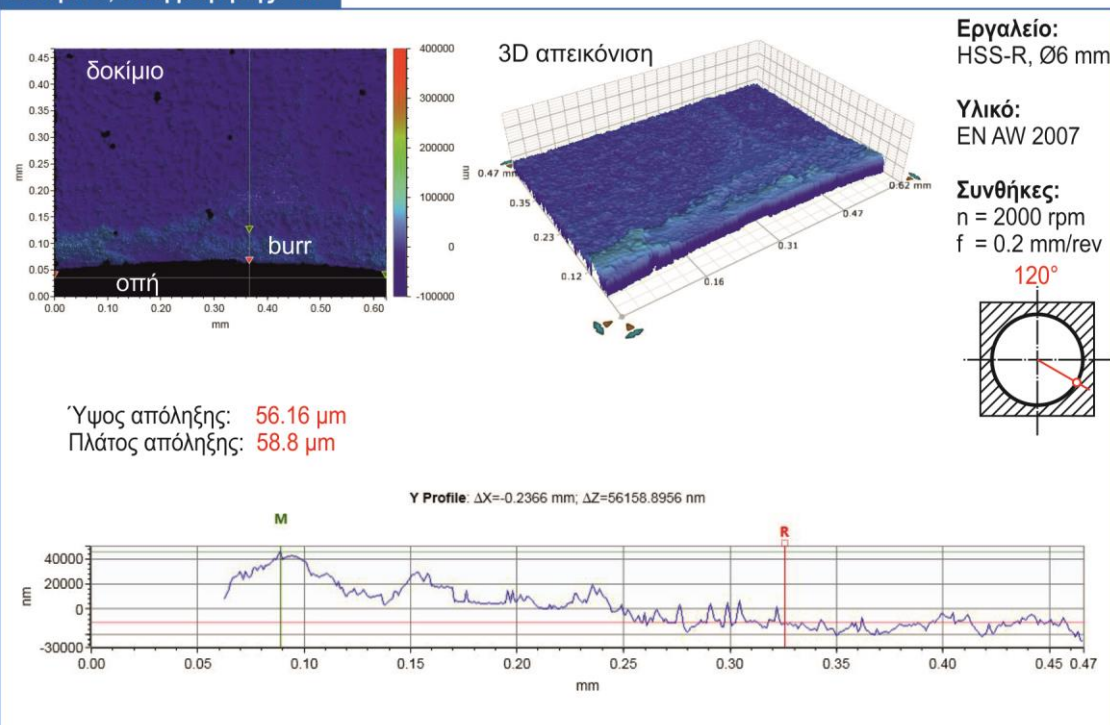 δοκίμιο
burr
οπή
0.45
0.40
0.35
0.30
0.25
0.20
0.15
0.10
0.05
0.00
mm
0.00
0.10
0.20
0.30
0.40
0.50
0.60
mm
400000
300000
200000
100000
0
-100000
nm
3D απεικόνιση
0.47 mm
0.35
0.23
0.12
0.16
0.31
0.47
0.62 mm
Εργαλείο:
HSS-R, Ø6 mm
Υλικό:
EN AW 2007
Συνθήκες:
n = 2000 rpm
f = 0.2 mm/rev
120°
Ύψος απόληξης: 56.16 μm
Πλάτος απόληξης: 58.8 μm
Y Profile: ΔX=-0.2366 mm; ΔZ=56158.8956 nm
M
R
40000
20000
0
-30000
nm
0.00
0.05
0.10
0.15
0.20
0.25
0.30
0.35
0.40
0.45
0.47
mm